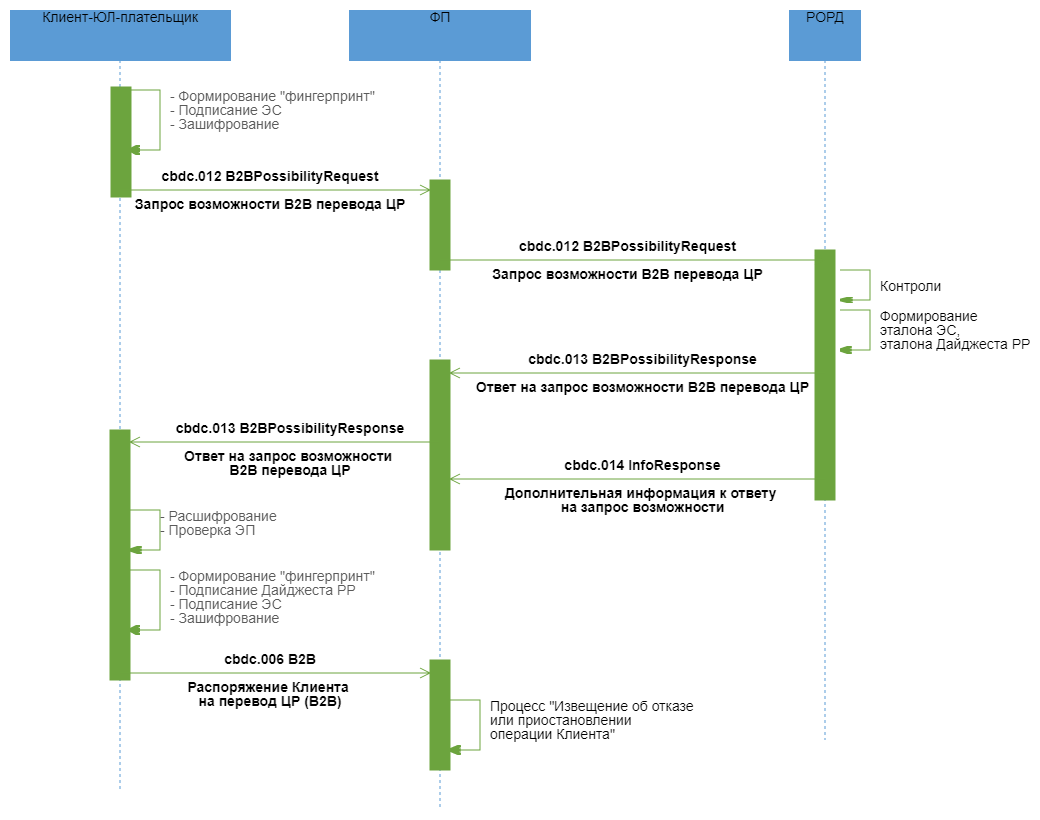 Клиент-ЮЛ-плательщик
ФП
РОРД
- Формирование "фингерпринт"
- Подписание ЭС
- Зашифрование
cbdc.012 B2BPossibilityRequest
Запрос возможности B2B перевода ЦР
cbdc.012 B2BPossibilityRequest
Запрос возможности B2B перевода ЦР
Контроли
Формирование
эталона ЭС,
эталона Дайджеста РР
cbdc.013 B2BPossibilityResponse
Ответ на запрос возможности B2B перевода ЦР
cbdc.013 B2BPossibilityResponse
Ответ на запрос возможности
B2B перевода ЦР
cbdc.014 InfoResponse
Дополнительная информация к ответу
на запрос возможности
- Расшифрование
- Проверка ЭП
- Формирование "фингерпринт"
- Подписание Дайджеста РР
- Подписание ЭС
- Зашифрование
cbdc.006 B2B
Распоряжение Клиента
на перевод ЦР (B2B)
Процесс "Извещение об отказе
или приостановлении
операции Клиента"